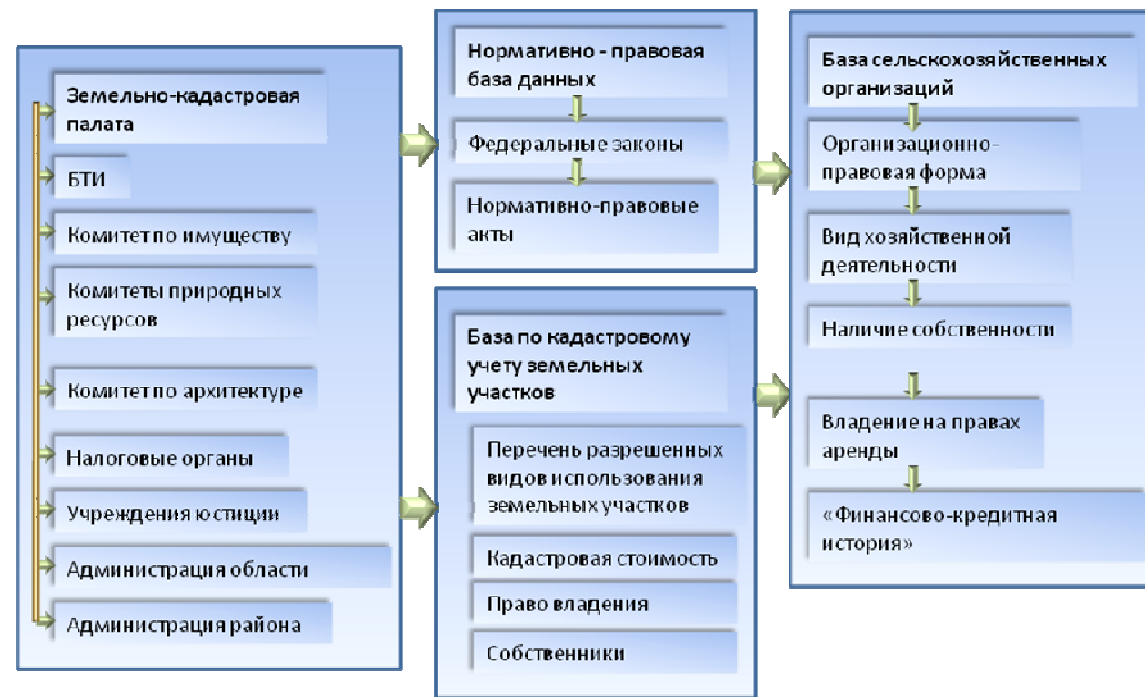 Земельно-кадастровая
палата
БТИ
Комитет по имуществу
Комитеты природных
ресурсов
Комитет по архитектуре
Налоговые органы
Учреждения юстиции
Администрация области
Администрация района
Нормативно - правовая
база данных
Федеральные законы
Нормативно-правовые
акты
База по кадастровому
учету земельных
участков
Перечень разрешенных
видов использования
земельных участков
Кадастровая стоимость
Право владения
Собственники
База сельскохозяйственных
организаций
Организационно-
правовая форма
Вид хозяйственной
деятельности
Наличие собственности
Владение на правах
аренды
«Финансово-кредитная
история»